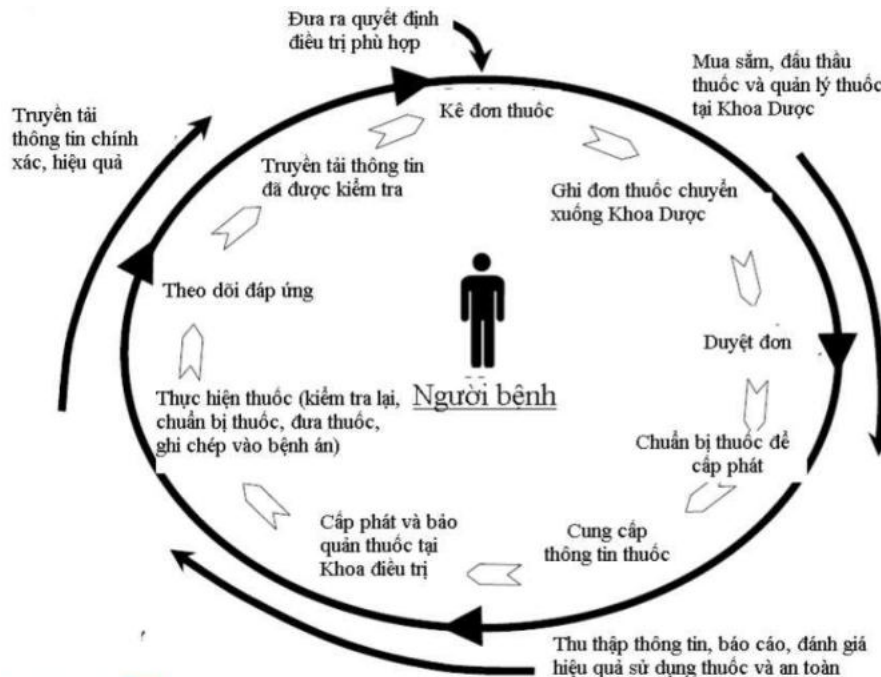 Đưa ra quyết định
điều trị phù hợp
Mua sắm, đấu thầu
thuốc và quản lý thuốc
tại Khoa Dược
Truyền tải
thông tin chính
xác, hiệu quả
Kê đơn thuốc
Truyền tải thông tin
đã được kiểm tra
Ghi đơn thuốc chuyển
xuống Khoa Dược
Theo dõi đáp ứng
Duyệt đơn
Thực hiện thuốc (kiểm tra lại,
chuẩn bị thuốc, đưa thuốc,
ghi chép vào bệnh án)
Người bệnh
Chuẩn bị thuốc để
cấp phát
Cấp phát và bảo
quản thuốc tại
Khoa điều trị
Cung cấp
thông tin thuốc
Thu thập thông tin, báo cáo, đánh giá
hiệu quả sử dụng thuốc và an toàn